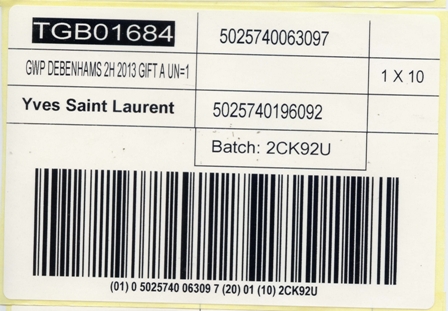 TGB01684 5025740063097
GWP DEBENHAMS 2H 2013 GIFT A UN=1 1 X 10
Yves Saint Laurent 5025740196092
Batch: 2CK92U
(01) 0 5025740 06309 7 (20) 01 (10) 2CK92U